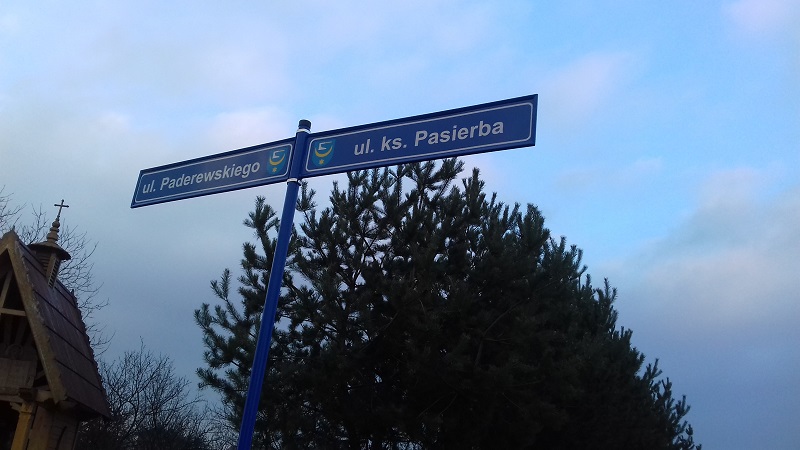 ul. Paderewskiego
ul. ks. Pasierba